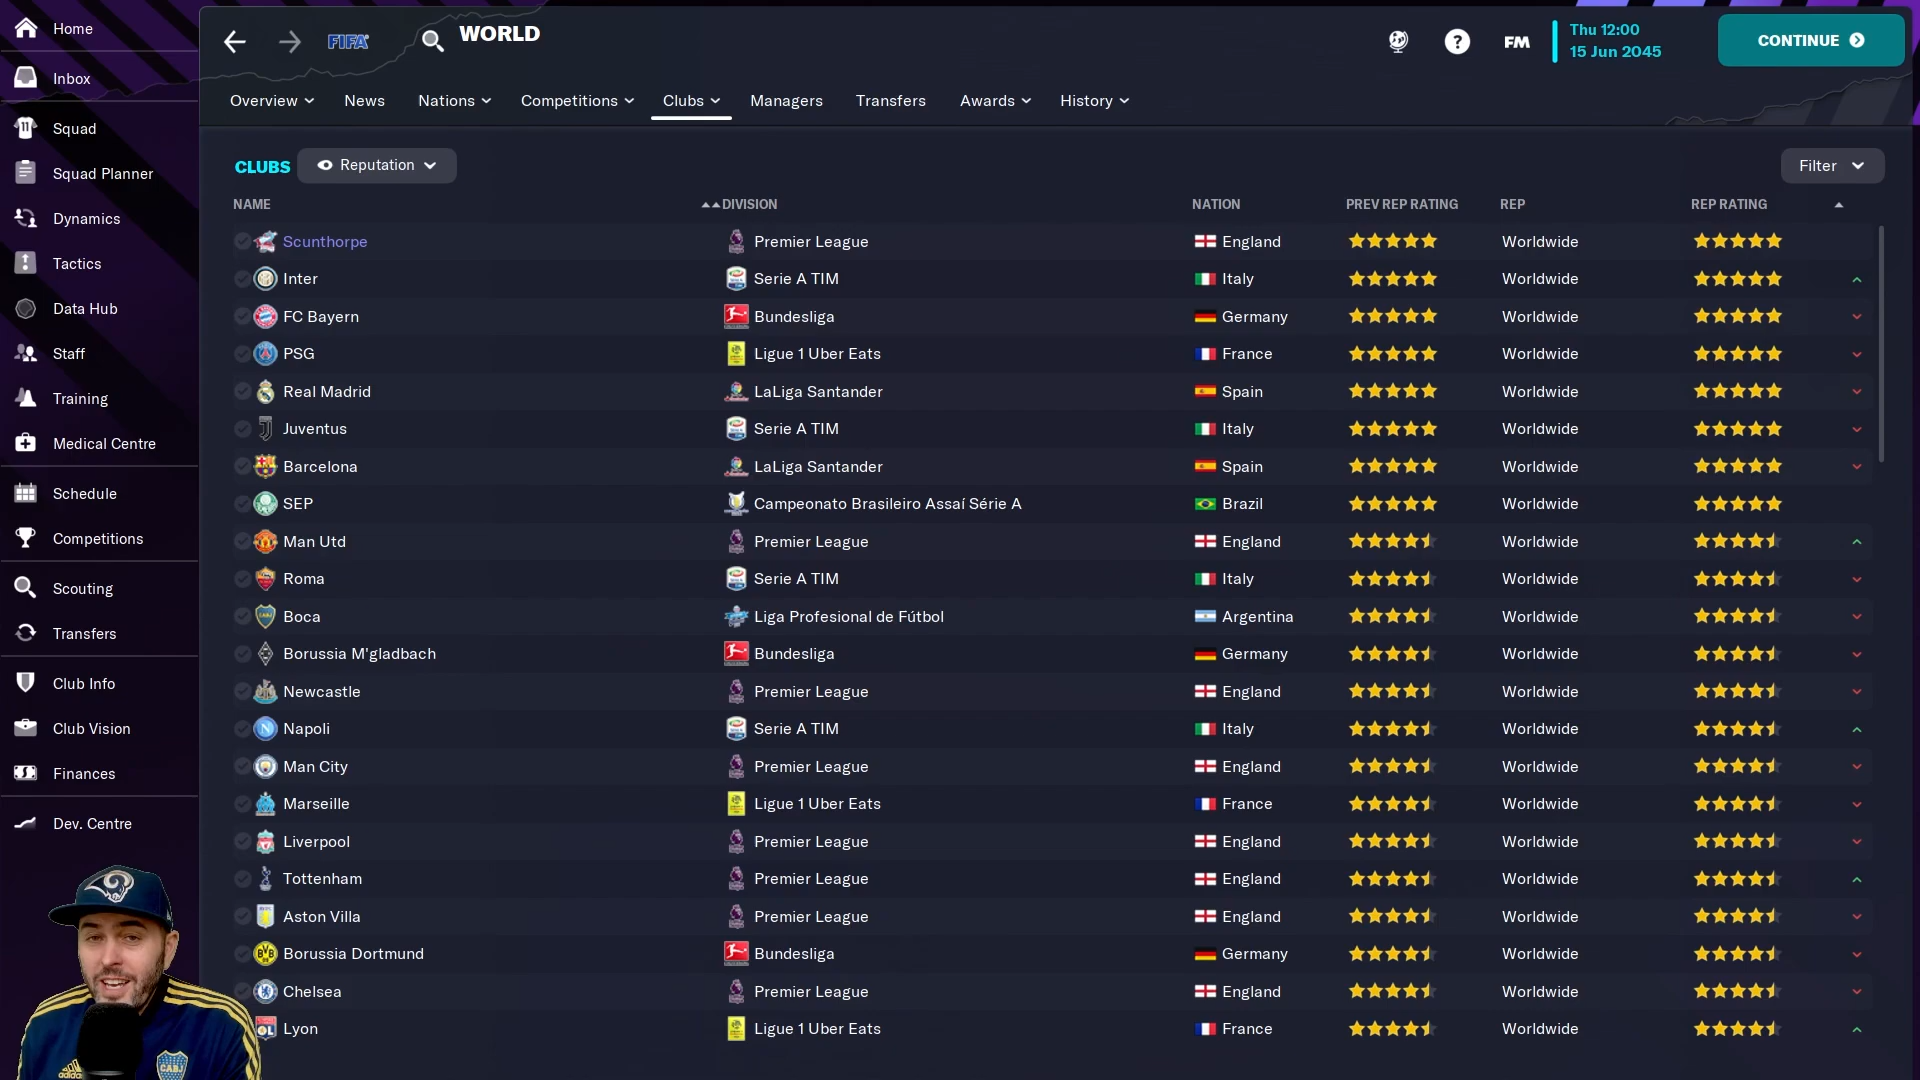 Home
Inbox
Squad
Squad Planner
Dynamics
Tactics
Data Hub
Staff
Training
Medical Centre
Schedule
Competitions
Scouting
Transfers
Club Info
Club Vision
Finances
Dev. Centre
FIFA
WORLD
?
FM
Thu 12:00
15 Jun 2045
CONTINUE
Overview News Nations Competitions Clubs Managers Transfers Awards History
CLUBS Reputation Filter
NAME DIVISION NATION PREV REP RATING REP REP RATING
Scunthorpe Premier League England Worldwide
Inter Serie A TIM Italy Worldwide
FC Bayern Bundesliga Germany Worldwide
PSG Ligue 1 Uber Eats France Worldwide
Real Madrid LaLiga Santander Spain Worldwide
Juventus Serie A TIM Italy Worldwide
Barcelona LaLiga Santander Spain Worldwide
SEP Campeonato Brasileiro Assaí Série A Brazil Worldwide
Man Utd Premier League England Worldwide
Roma Serie A TIM Italy Worldwide
Boca Liga Profesional de Fútbol Argentina Worldwide
Borussia M'gladbach Bundesliga Germany Worldwide
Newcastle Premier League England Worldwide
Napoli Serie A TIM Italy Worldwide
Man City Premier League England Worldwide
Marseille Ligue 1 Uber Eats France Worldwide
Liverpool Premier League England Worldwide
Tottenham Premier League England Worldwide
Aston Villa Premier League England Worldwide
Borussia Dortmund Bundesliga Germany Worldwide
Chelsea Premier League England Worldwide
Lyon Ligue 1 Uber Eats France Worldwide
adidas
CABJ